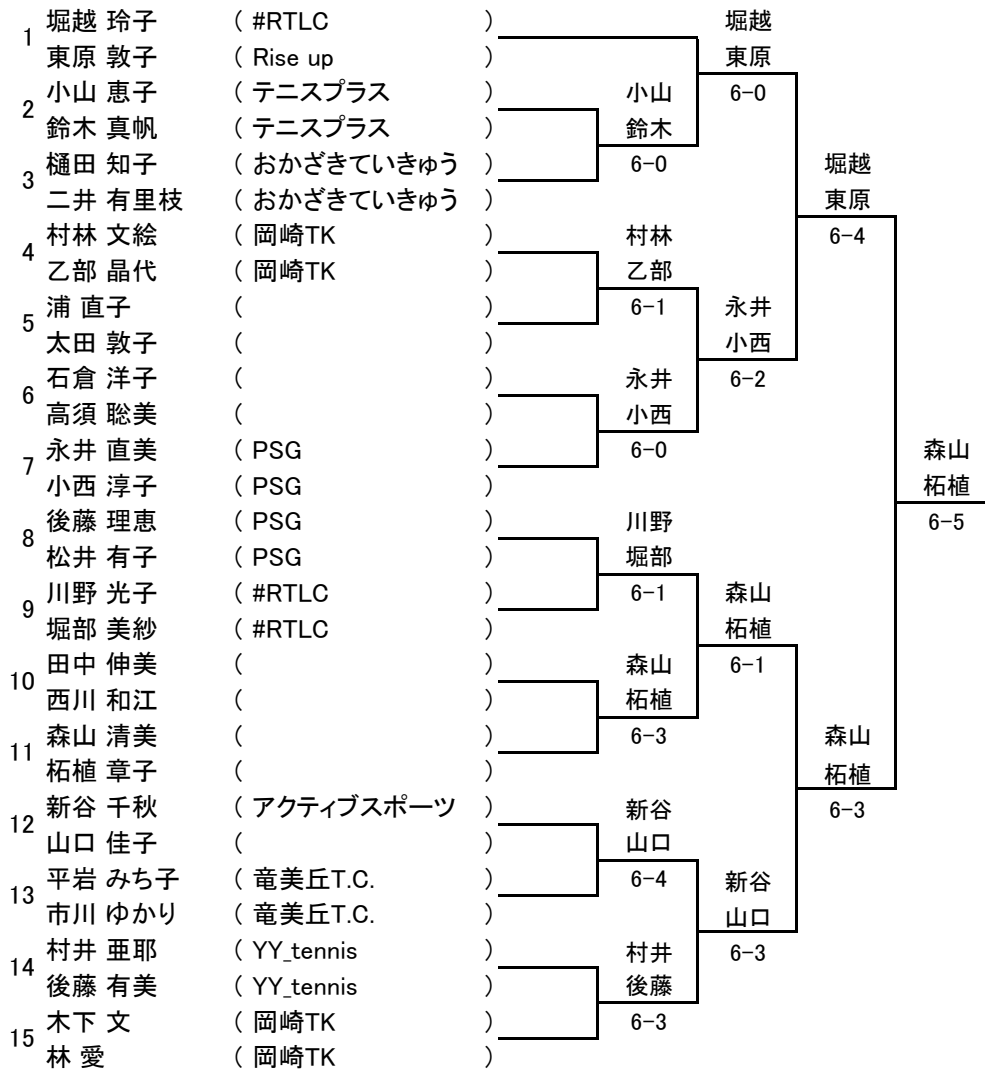 1 堀越 玲子 ( #RTLC ) 堀越
東原 敦子 ( Rise up ) 東原
2 小山 恵子 ( テニスプラス ) 小山 6-0
鈴木 真帆 ( テニスプラス ) 鈴木
3 樋田 知子 ( おかざきていきゅう ) 6-0 堀越
二井 有里枝 ( おかざきていきゅう ) 東原
4 村林 文絵 ( 岡崎TK ) 村林 6-4
乙部 晶代 ( 岡崎TK ) 乙部
5 浦 直子 ( ) 6-1 永井
太田 敦子 ( ) 小西
6 石倉 洋子 ( ) 永井 6-2
高須 聡美 ( ) 小西
7 永井 直美 ( PSG ) 6-0 森山
小西 淳子 ( PSG ) 柘植
8 後藤 理恵 ( PSG ) 川野 6-5
松井 有子 ( PSG ) 堀部
9 川野 光子 ( #RTLC ) 6-1 森山
堀部 美紗 ( #RTLC ) 柘植
10 田中 伸美 ( ) 森山 6-1
西川 和江 ( ) 柘植
11 森山 清美 ( ) 6-3 森山
柘植 章子 ( ) 柘植
12 新谷 千秋 ( アクティブスポーツ ) 新谷 6-3
山口 佳子 ( ) 山口
13 平岩 みち子 ( 竜美丘T.C. ) 6-4 新谷
市川 ゆかり ( 竜美丘T.C. ) 山口
14 村井 亜耶 ( YY_tennis ) 村井 6-3
後藤 有美 ( YY_tennis ) 後藤
15 木下 文 ( 岡崎TK ) 6-3
林 愛 ( 岡崎TK )